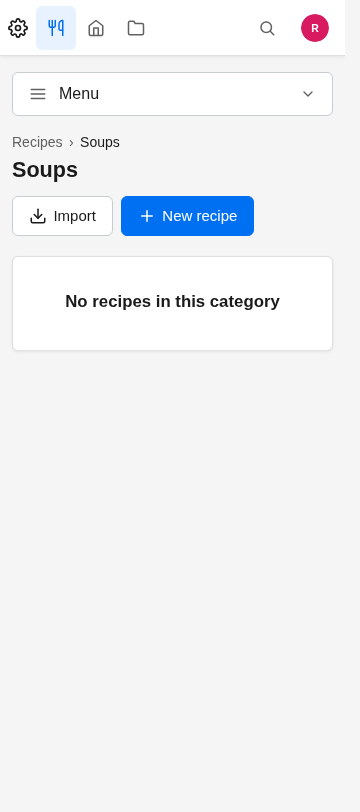 R
Menu
Recipes › Soups
Soups
Import
New recipe
No recipes in this category